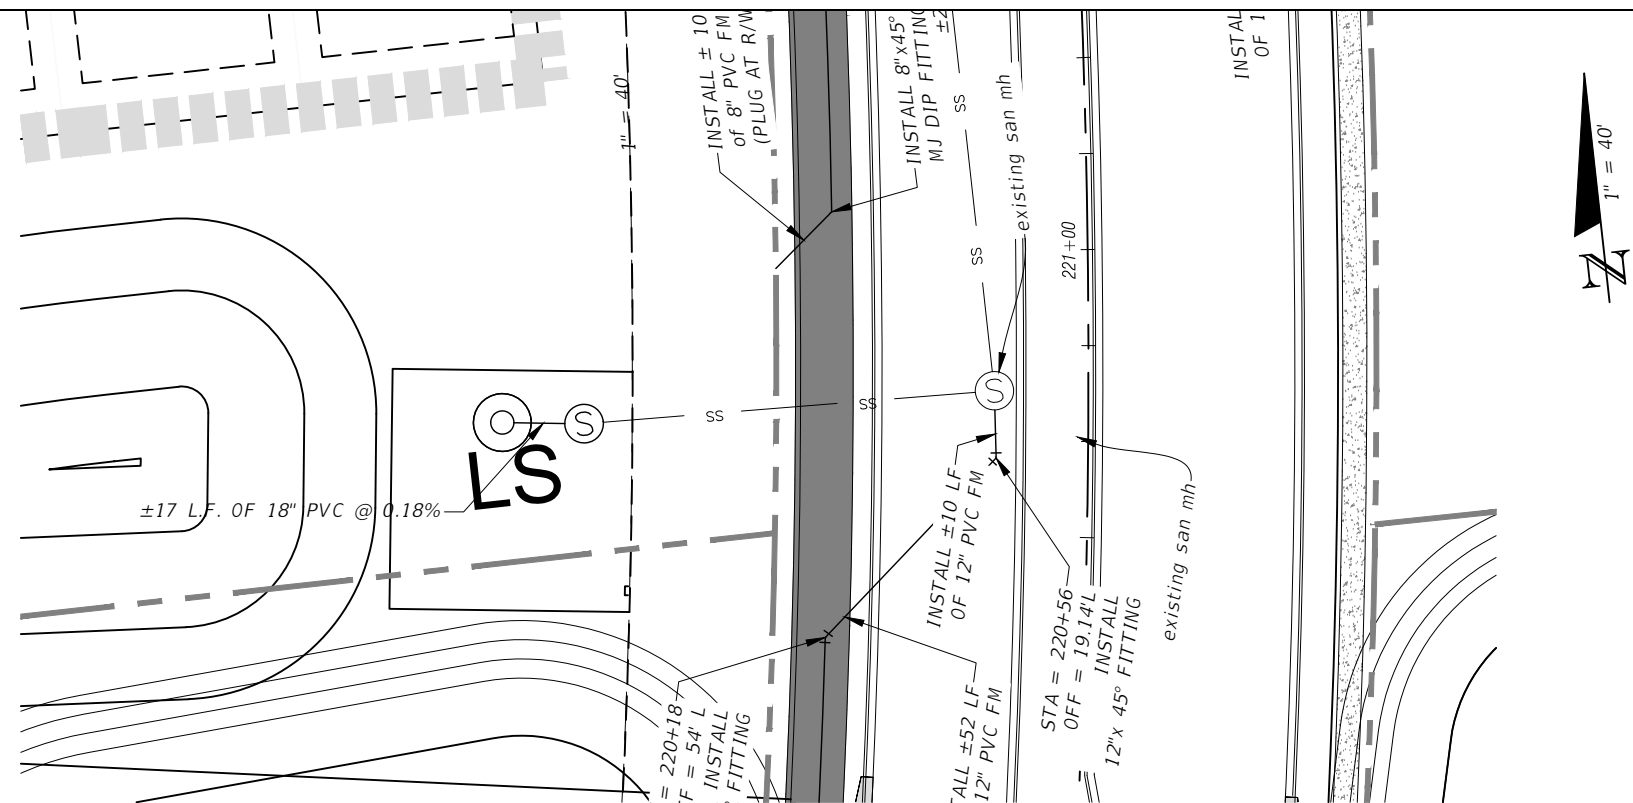 INSTALL ± 10
of 8" PVC FM
(PLUG AT R/W
INSTALL 8"x45°
MJ DIP FITTING
SS
existing san mh
SS
221+00
1" = 40'
1" = 40'
N
S
S
SS
SS
LS
±17 L.F. OF 18" PVC @ 0.18%
INSTALL ±10 LF
OF 12" PVC FM
STA = 220+56
OFF = 19.14'L
INSTALL
12"x 45° FITTING
existing san mh
= 220+18
= 54' L
INSTALL
FITTING
±52 LF
12" PVC FM